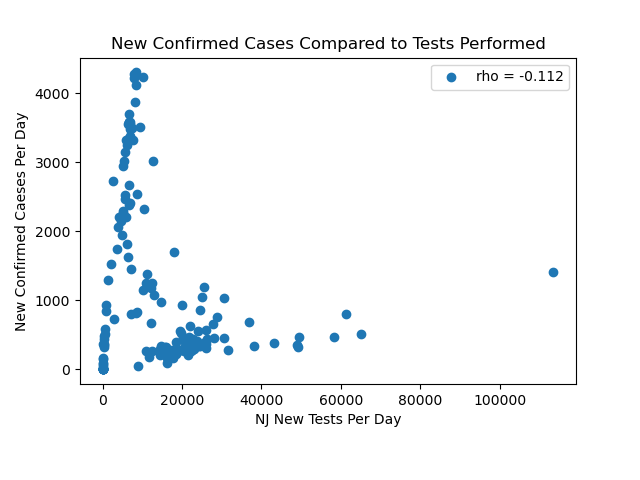 New Confirmed Cases Compared to Tests Performed
rho = -0.112
New Confirmed Caeses Per Day
4000
3000
2000
1000
0
0
20000
40000
60000
80000
100000
NJ New Tests Per Day